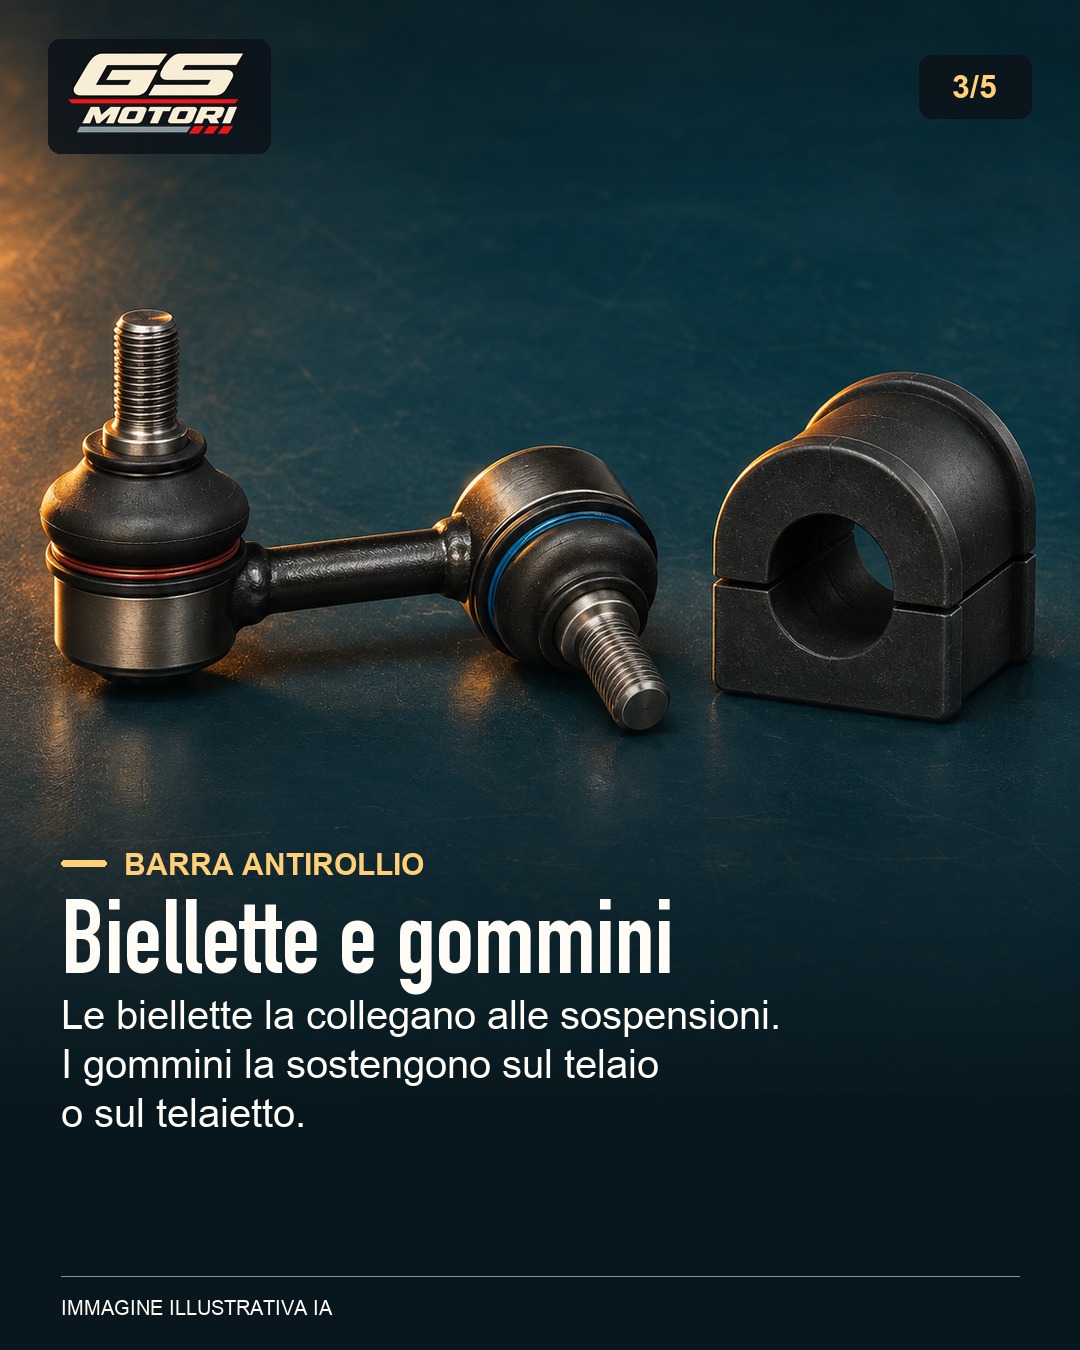 GS
MOTORI
3/5
BARRA ANTIROLLIO
Biellette e gommini
Le biellette la collegano alle sospensioni.
I gommini la sostengono sul telaio
o sul telaietto.
IMMAGINE ILLUSTRATIVA IA